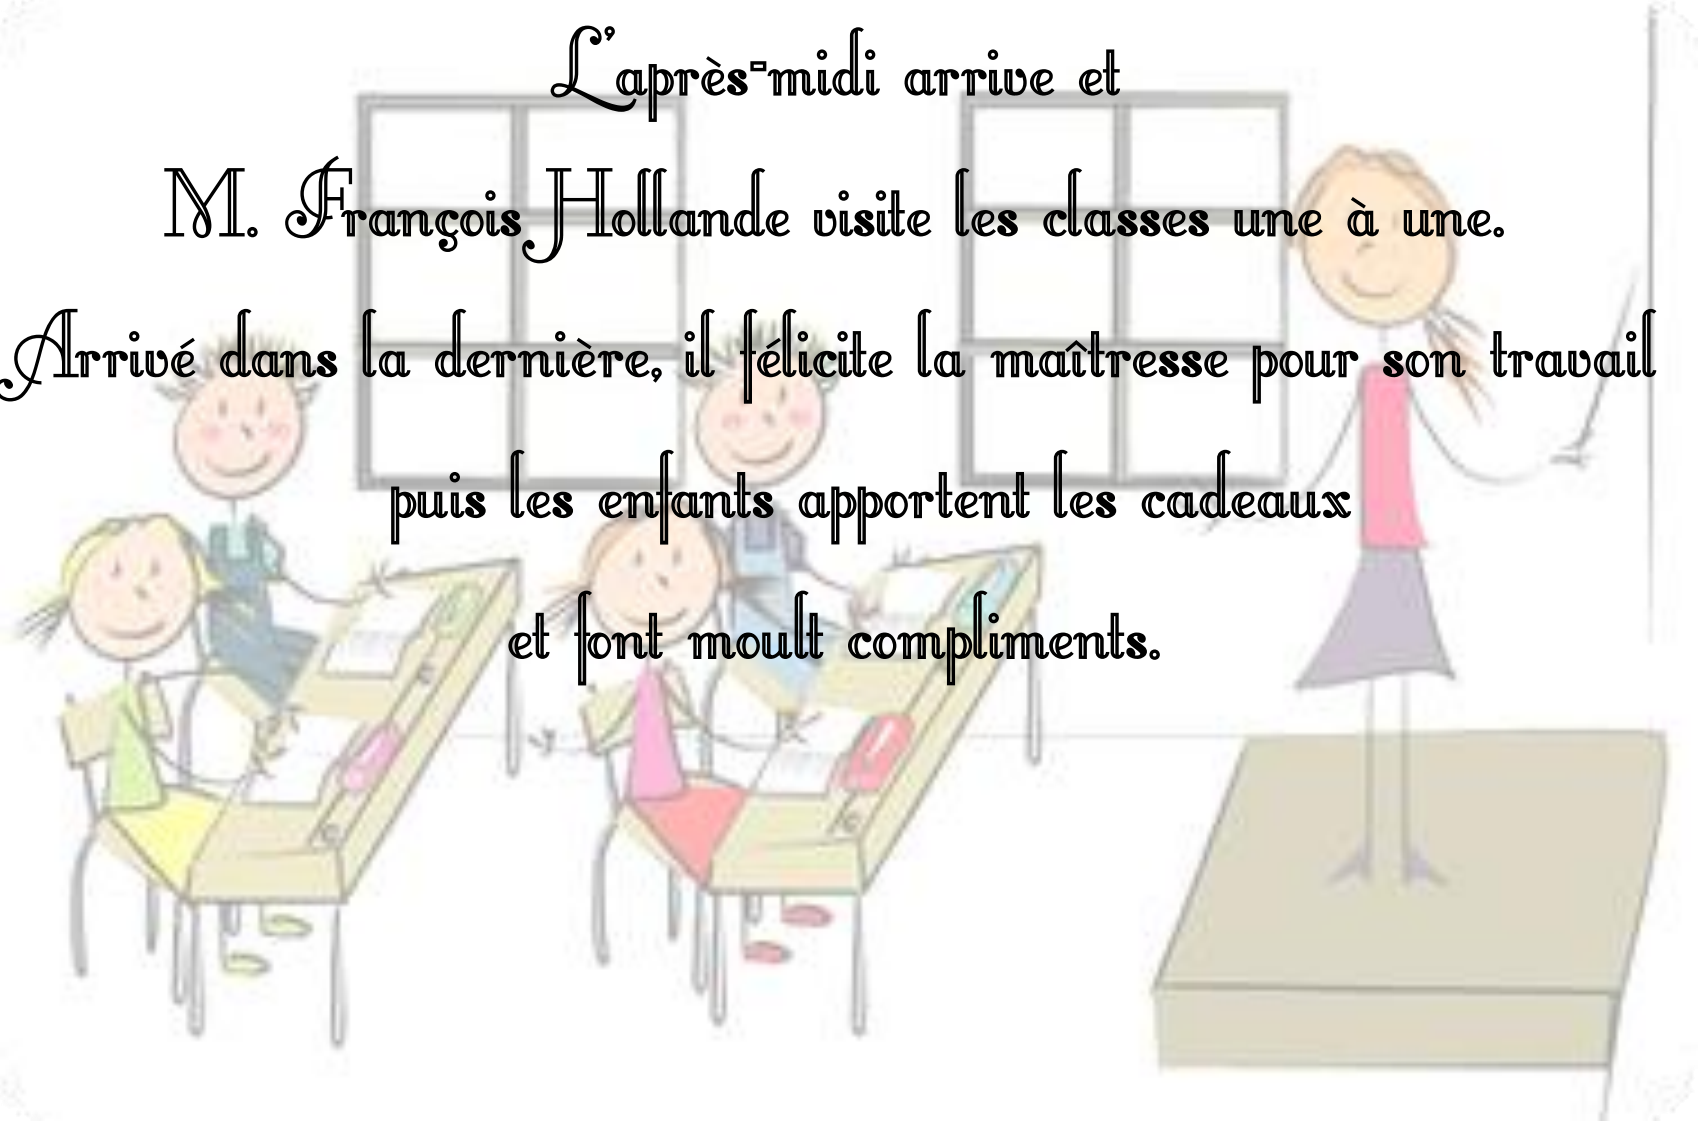 L'après-midi arrive et
M. François Hollande visite les classes une à une.
Arrivé dans la dernière, il félicite la maîtresse pour son travail
puis les enfants apportent les cadeaux
et font moult compliments.